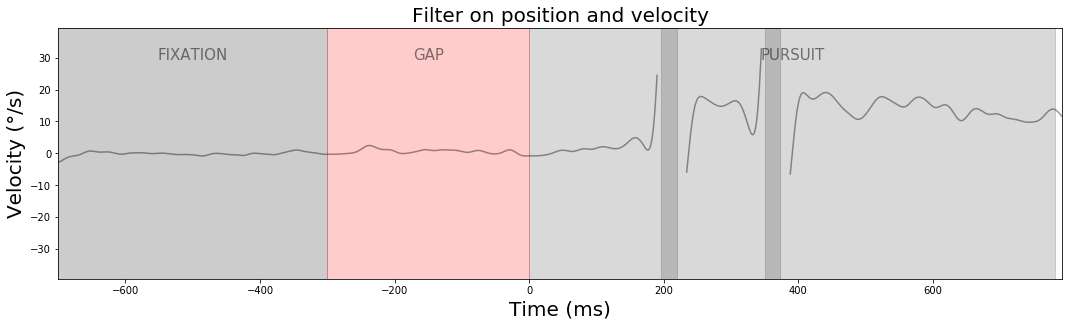 Filter on position and velocity
FIXATION GAP PURSUIT
Velocity (°/s)
30
20
10
0
−10
−20
−30
−600 −400 −200 0 200 400 600
Time (ms)